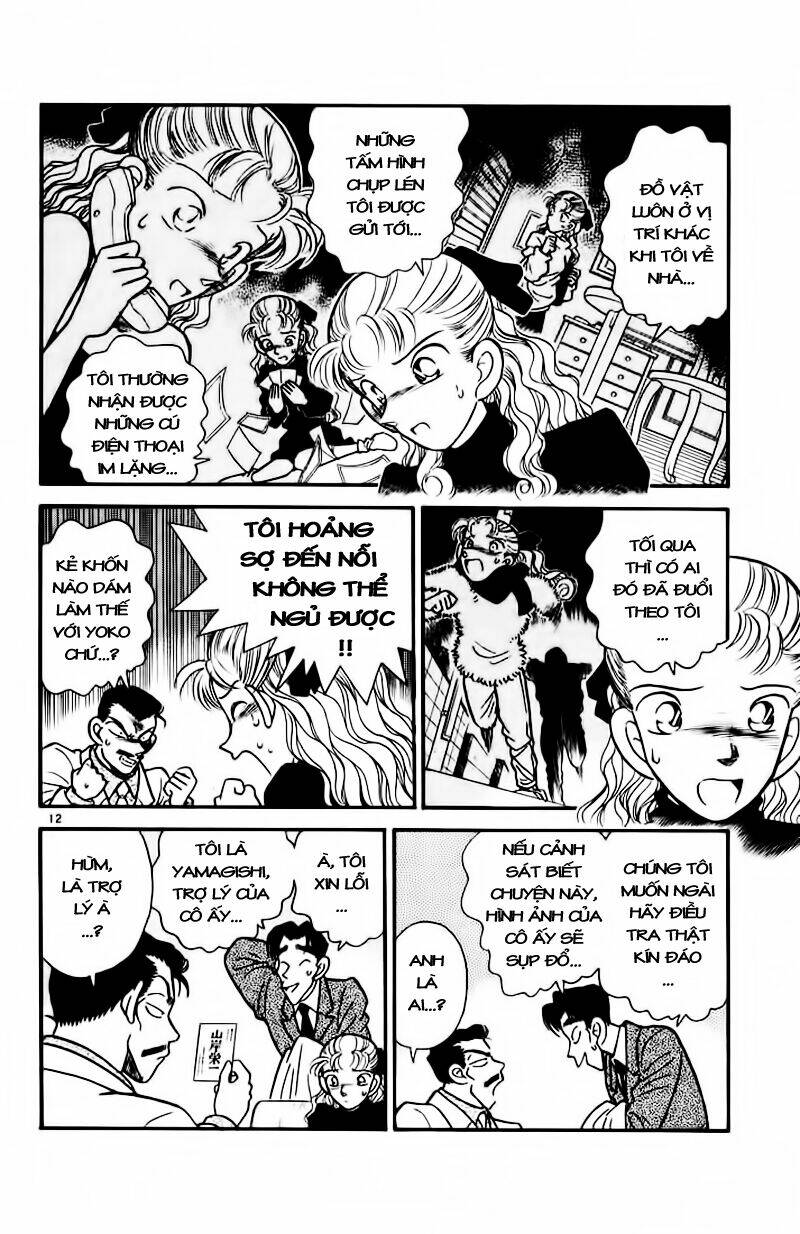 ĐỒ VẬT
LUÔN Ở VỊ
TRÍ KHÁC
KHI TÔI VỀ
NHÀ...
NHỮNG
TẤM HÌNH
CHỤP LÉN
TÔI ĐƯỢC
GỬI TỚI...
TÔI THƯỜNG
NHẬN ĐƯỢC
NHỮNG CÚ
ĐIỆN THOẠI
IM LẶNG...
TỐI QUA
THÌ CÓ AI
ĐÓ ĐÃ ĐUỔI
THEO TÔI
...
TÔI HOẢNG
SỢ ĐẾN NỖI
KHÔNG THỂ
NGỦ ĐƯỢC
!!
KẺ KHỐN
NÀO DÁM
LÀM THẾ
VỚI YOKO
CHỨ...?
12
CHÚNG TÔI
MUỐN NGÀI
HÃY ĐIỀU
TRA THẬT
KÍN ĐÁO
...
NẾU CẢNH
SÁT BIẾT
CHUYỆN NÀY,
HÌNH ẢNH CỦA
CÔ ẤY SẼ
SỤP ĐỔ...
ANH
LÀ
AI...?
À, TÔI
XIN LỖI
...
TÔI LÀ
YAMAGISHI,
TRỢ LÝ CỦA
CÔ ẤY...
HỪM,
LÀ TRỢ
LÝ À
...?
山岸栄一